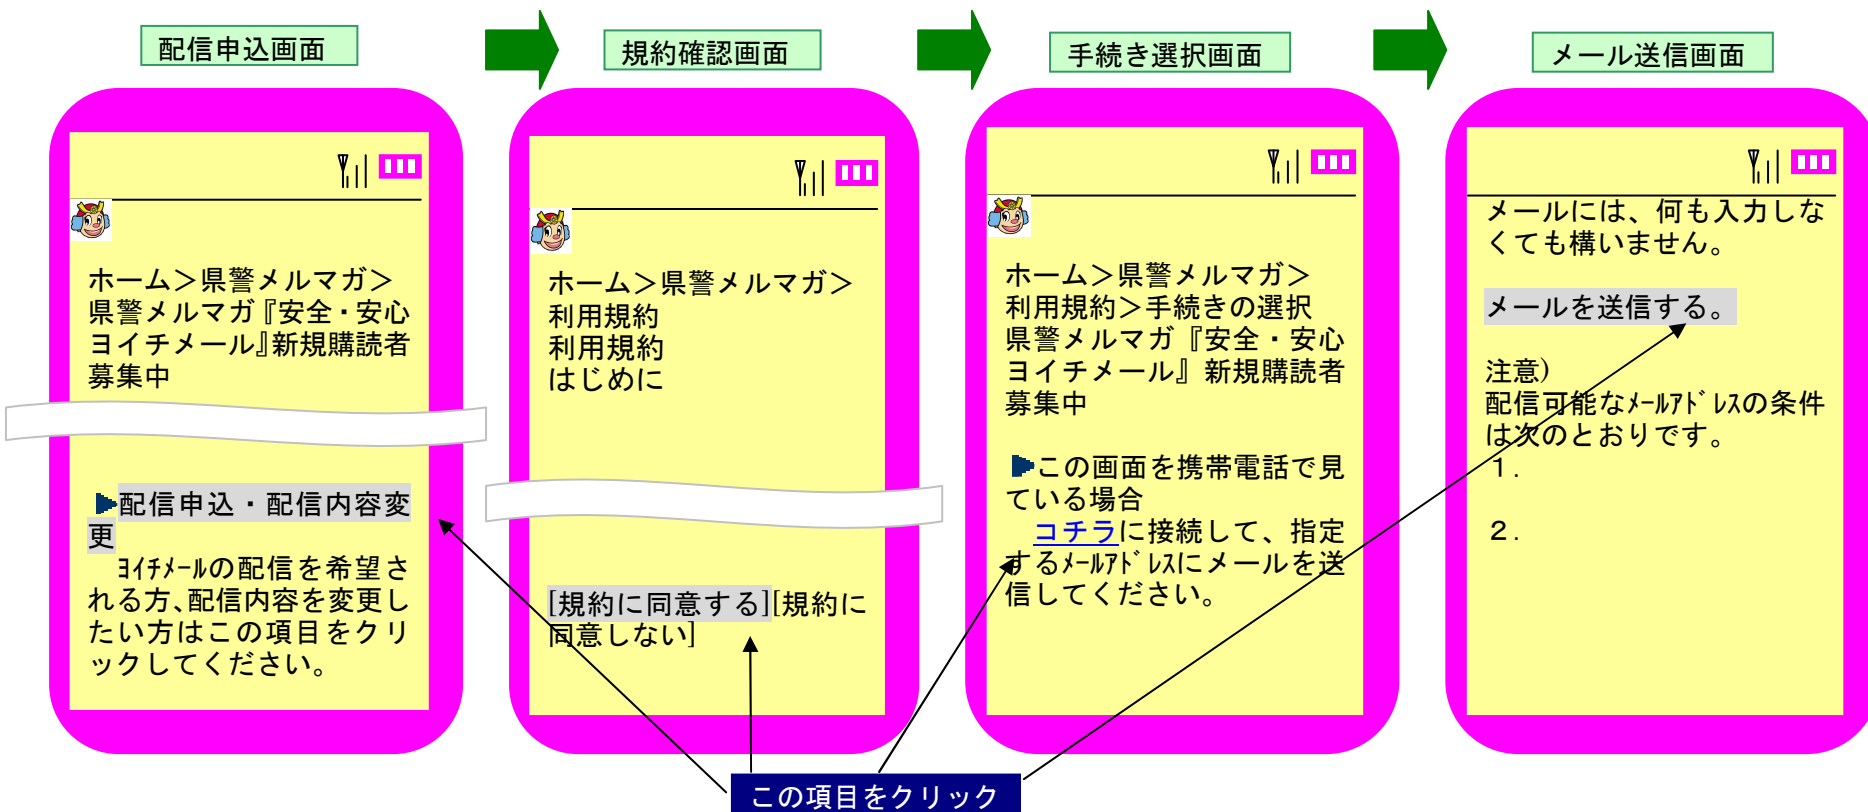 配信申込画面
規約確認画面
手続き選択画面
メール送信画面
ホーム＞県警メルマガ＞
県警メルマガ『安全・安心
ヨイチメール』新規購読者
募集中
配信申込・配信内容変
更
ﾖｲﾁﾒｰﾙの配信を希望さ
れる方、配信内容を変更し
たい方はこの項目をクリ
ックしてください。
ホーム＞県警メルマガ＞
利用規約
利用規約
はじめに
[規約に同意する][規約に
同意しない]
ホーム＞県警メルマガ＞
利用規約＞手続きの選択
県警メルマガ『安全・安心
ヨイチメール』新規購読者
募集中
この画面を携帯電話で見
ている場合
コチラに接続して、指定
するﾒｰﾙｱﾄﾞﾚｽにメールを送
信してください。
メールには、何も入力しな
くても構いません。
メールを送信する。
注意)
配信可能なﾒｰﾙｱﾄﾞﾚｽの条件
は次のとおりです。
１.
２.
この項目をクリック